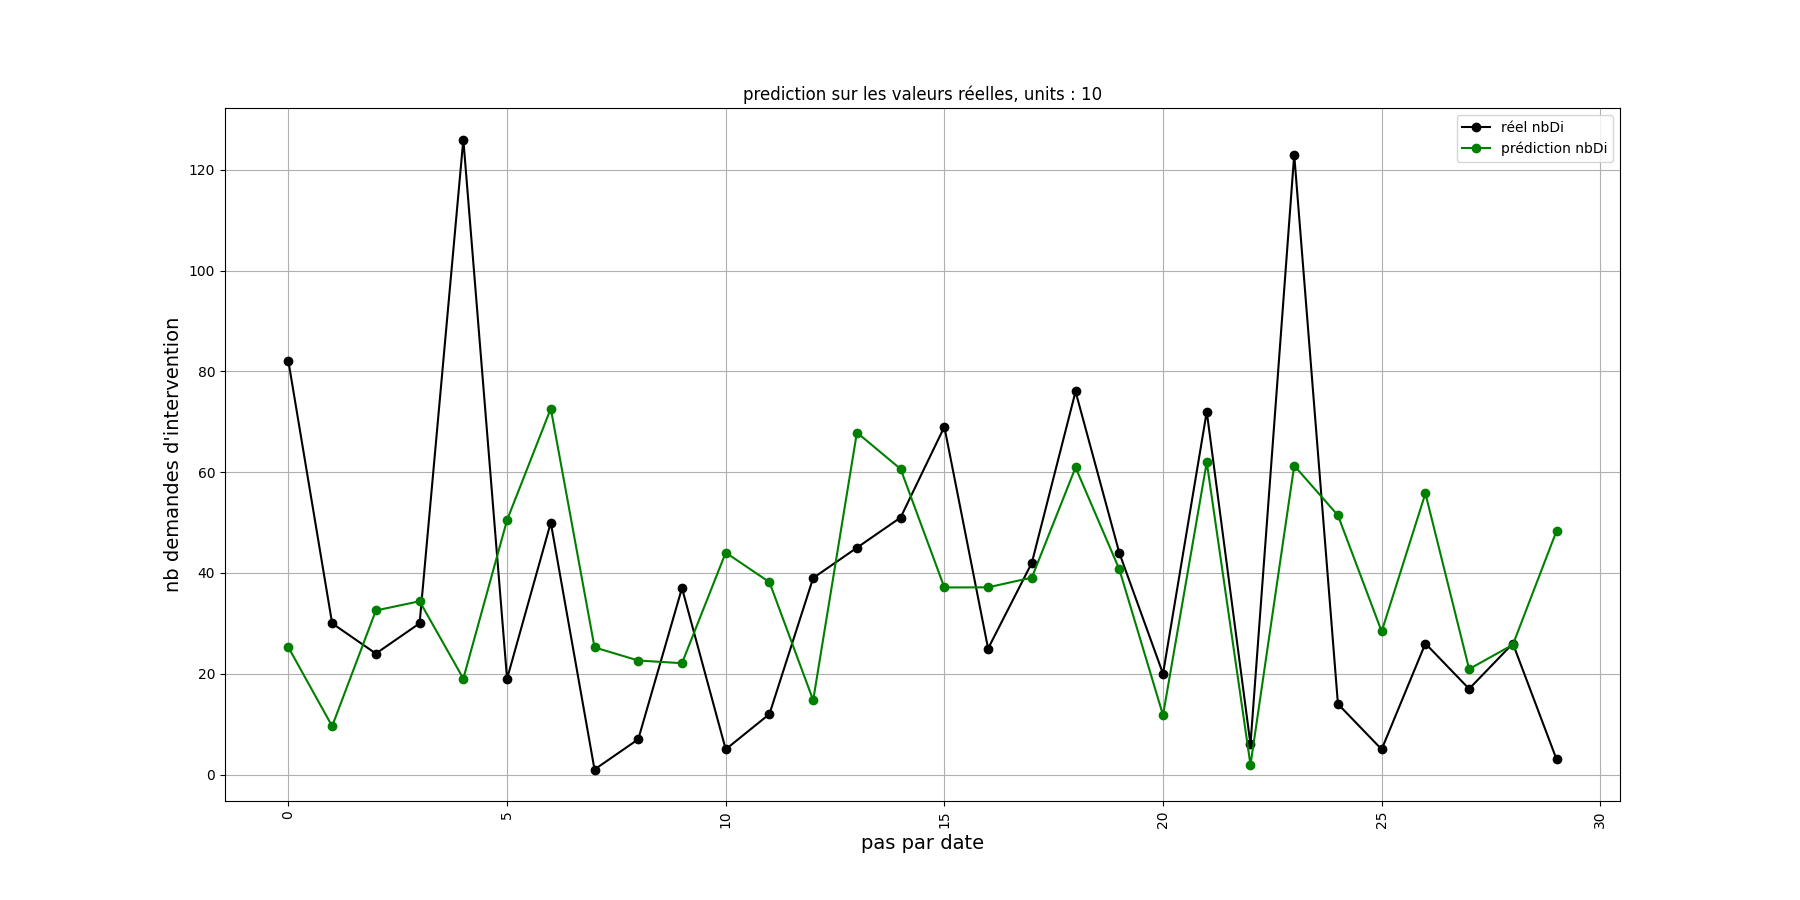 prediction sur les valeurs réelles, units : 10
réel nbDi
prédiction nbDi
nb demandes d'intervention
120
100
80
60
40
20
0
0
5
10
15
20
25
30
pas par date